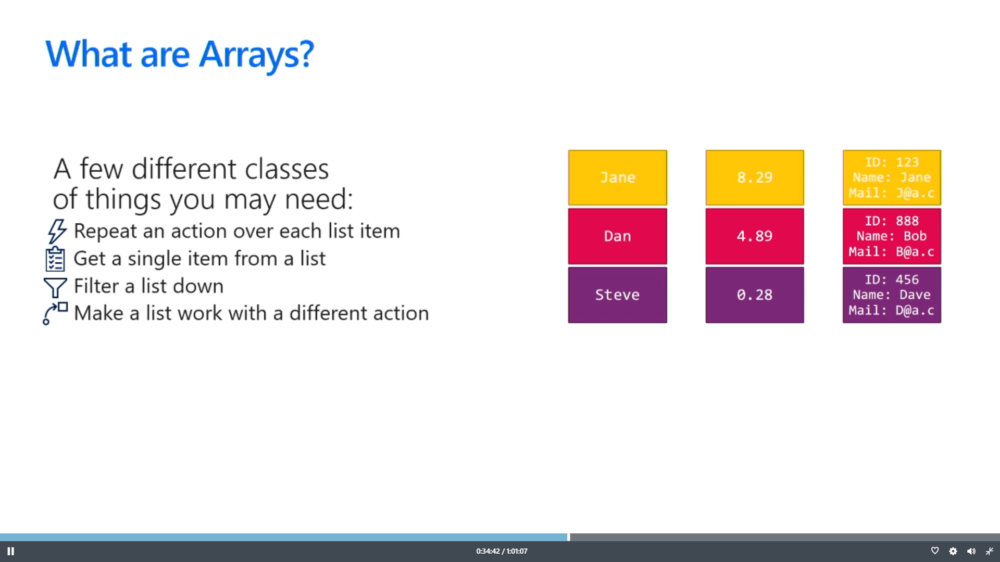 What are Arrays?
A few different classes
of things you may need:
Repeat an action over each list item
Get a single item from a list
Filter a list down
Make a list work with a different action
Jane
Dan
Steve
8.29
4.89
0.28
ID: 123
Name: Jane
Mail: J@a.c
ID: 888
Name: Bob
Mail: B@a.c
ID: 456
Name: Dave
Mail: D@a.c
0:34:42 / 1:01:07